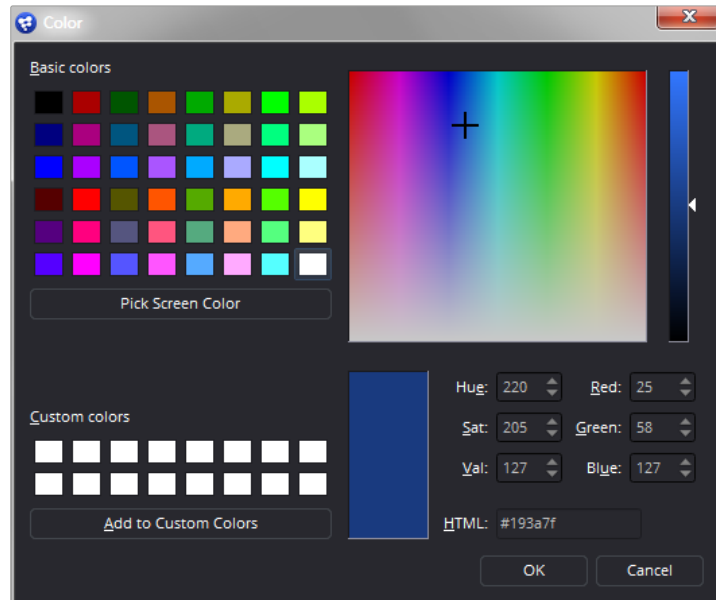 Color
Basic colors
Pick Screen Color
Custom colors
Add to Custom Colors
Hue: 220
Red: 25
Sat: 205
Green: 58
Val: 127
Blue: 127
HTML: #193a7f
OK
Cancel